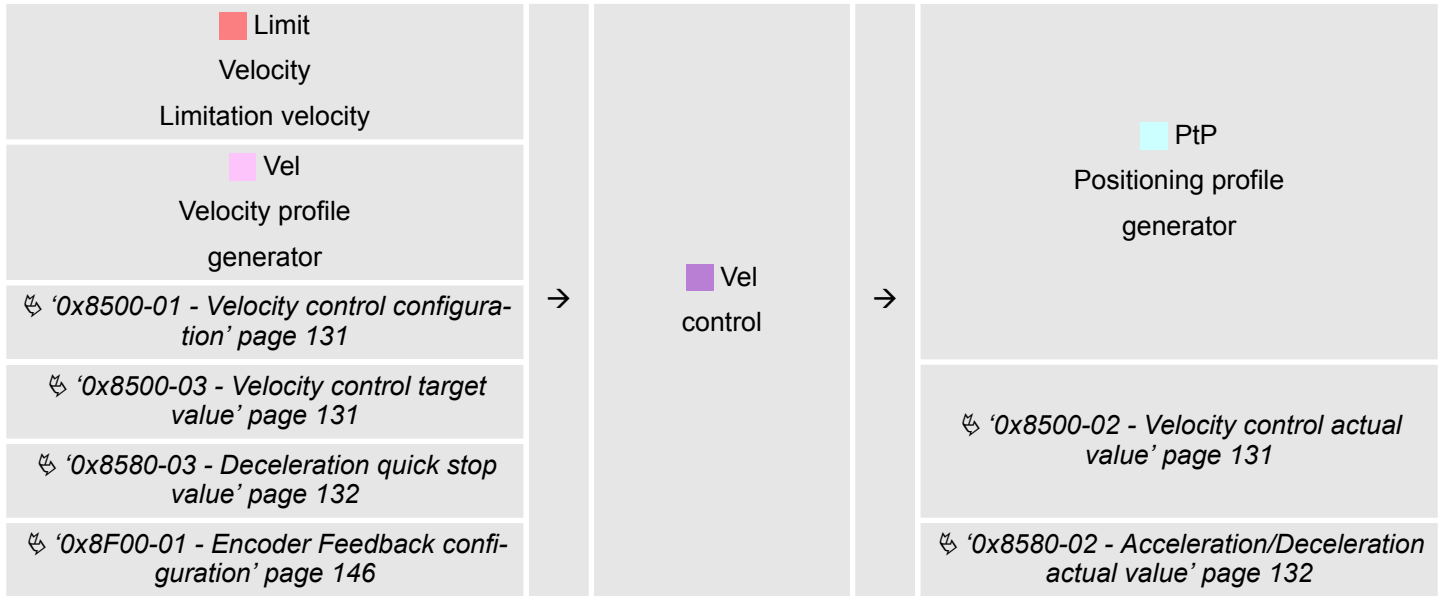 Limit
Velocity
Limitation velocity
Vel
Velocity profile
generator
‘0x8500-01 - Velocity control configura-
tion’ page 131
‘0x8500-03 - Velocity control target
value’ page 131
‘0x8580-03 - Deceleration quick stop
value’ page 132
‘0x8F00-01 - Encoder Feedback confi-
guration’ page 146
→
Vel
control
→
PtP
Positioning profile
generator
‘0x8500-02 - Velocity control actual
value’ page 131
‘0x8580-02 - Acceleration/Deceleration
actual value’ page 132